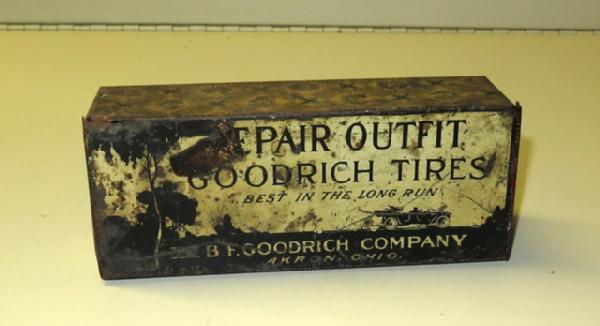 EPAIR OUTFIT
GOODRICH TIRES
BEST IN THE LONG RUN
B.F. GOODRICH COMPANY
AKRON, OHIO.